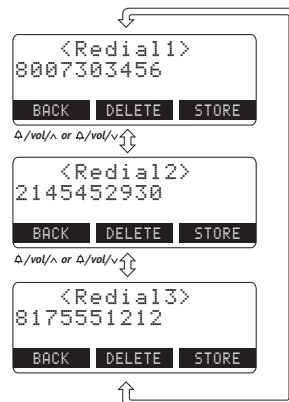 <Redial1>
8007303456
BACK DELETE STORE
/vol/∧ or /vol/∨
<Redial2>
2145452930
BACK DELETE STORE
/vol/∧ or /vol/∨
<Redial3>
8175551212
BACK DELETE STORE